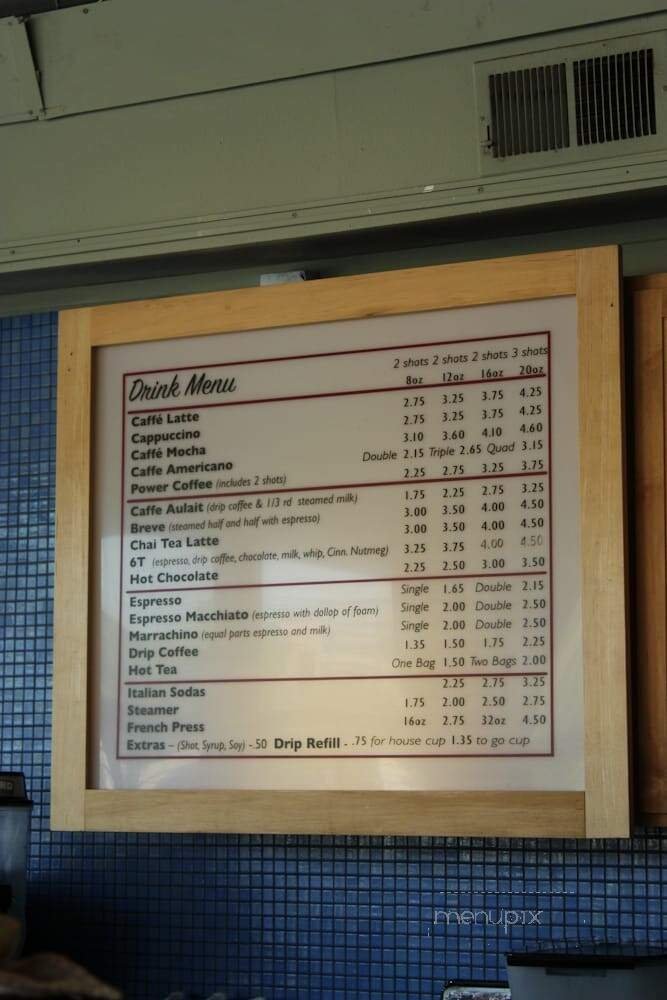 Drink Menu 2 shots 2 shots 2 shots 3 shots
8oz 12oz 16oz 20oz
Caffé Latte 2.75 3.25 3.75 4.25
Cappuccino 2.75 3.25 3.75 4.25
Caffé Mocha 3.10 3.60 4.10 4.60
Caffe Americano Double 2.15 Triple 2.65 Quad 3.15
Power Coffee (includes 2 shots) 2.25 2.75 3.25 3.75
Caffe Aulait (drip coffee & 1/3 rd steamed milk) 1.75 2.25 2.75 3.25
Breve (steamed half and half with espresso) 3.00 3.50 4.00 4.50
Chai Tea Latte 3.00 3.50 4.00 4.50
6T (espresso, drip coffee, chocolate, milk, whip, Cinn. Nutmeg) 3.25 3.75 4.00 4.50
Hot Chocolate 2.25 2.50 3.00 3.50
Espresso Single 1.65 Double 2.15
Espresso Macchiato (espresso with dollop of foam) Single 2.00 Double 2.50
Marrachino (equal parts espresso and milk) Single 2.00 Double 2.50
Drip Coffee 1.35 1.50 1.75 2.25
Hot Tea One Bag 1.50 Two Bags 2.00
Italian Sodas 2.25 2.75 3.25
Steamer 1.75 2.00 2.50 2.75
French Press 16oz 2.75 32oz 4.50
Extras - (Shot, Syrup, Soy) -.50 Drip Refill - .75 for house cup 1.35 to go cup
menupix